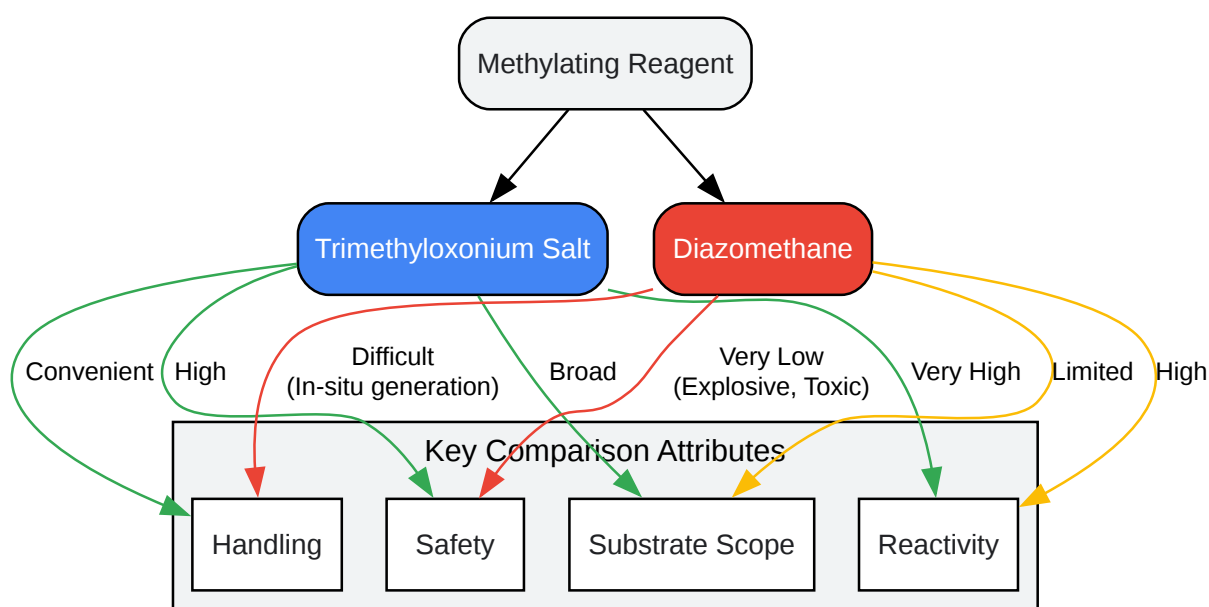 Methylating Reagent
Trimethyloxonium Salt
Diazomethane
Convenient
High
Difficult
(In-situ generation)
Broad
Very Low
(Explosive, Toxic)
Very High
Limited
High
Key Comparison Attributes
Handling
Safety
Substrate Scope
Reactivity